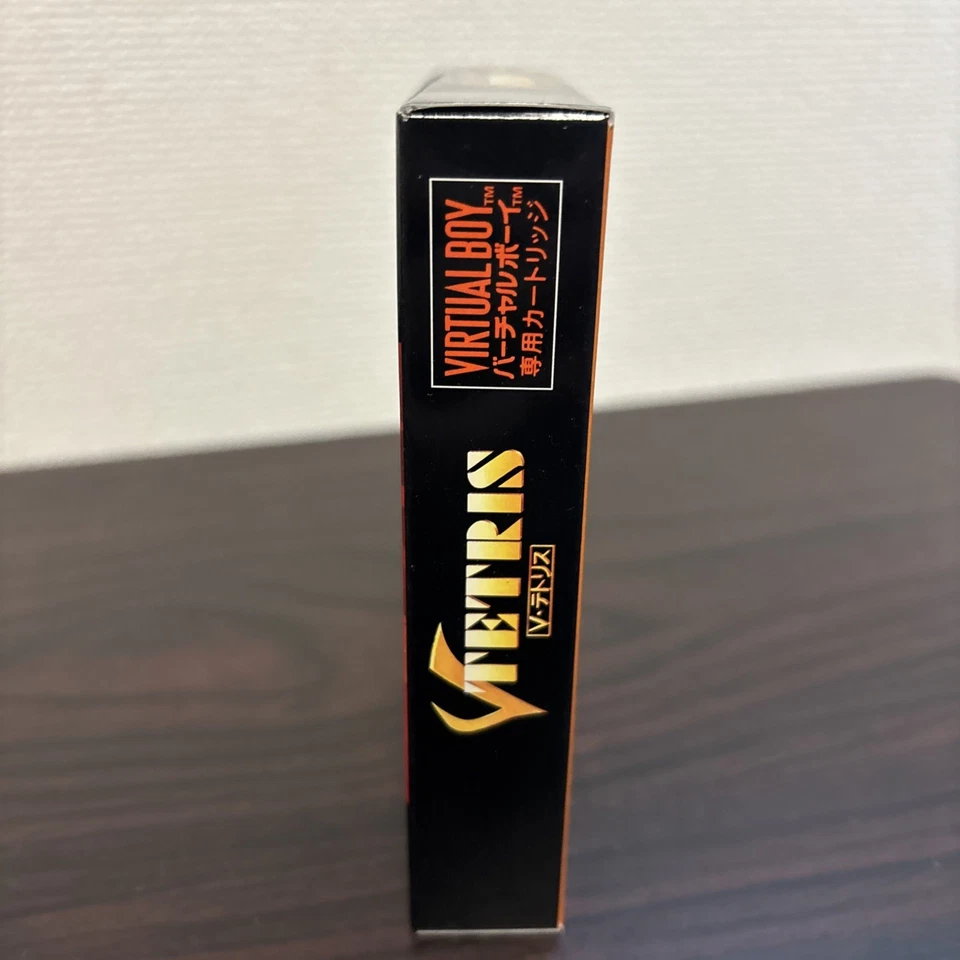 VIRTUAL BOY™
バーチャルボーイ™
専用カートリッジ
V TETRIS
V・テトリス